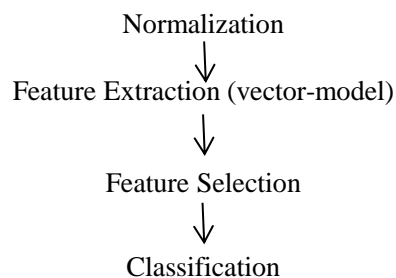 Normalization
Feature Extraction (vector-model)
Feature Selection
Classification